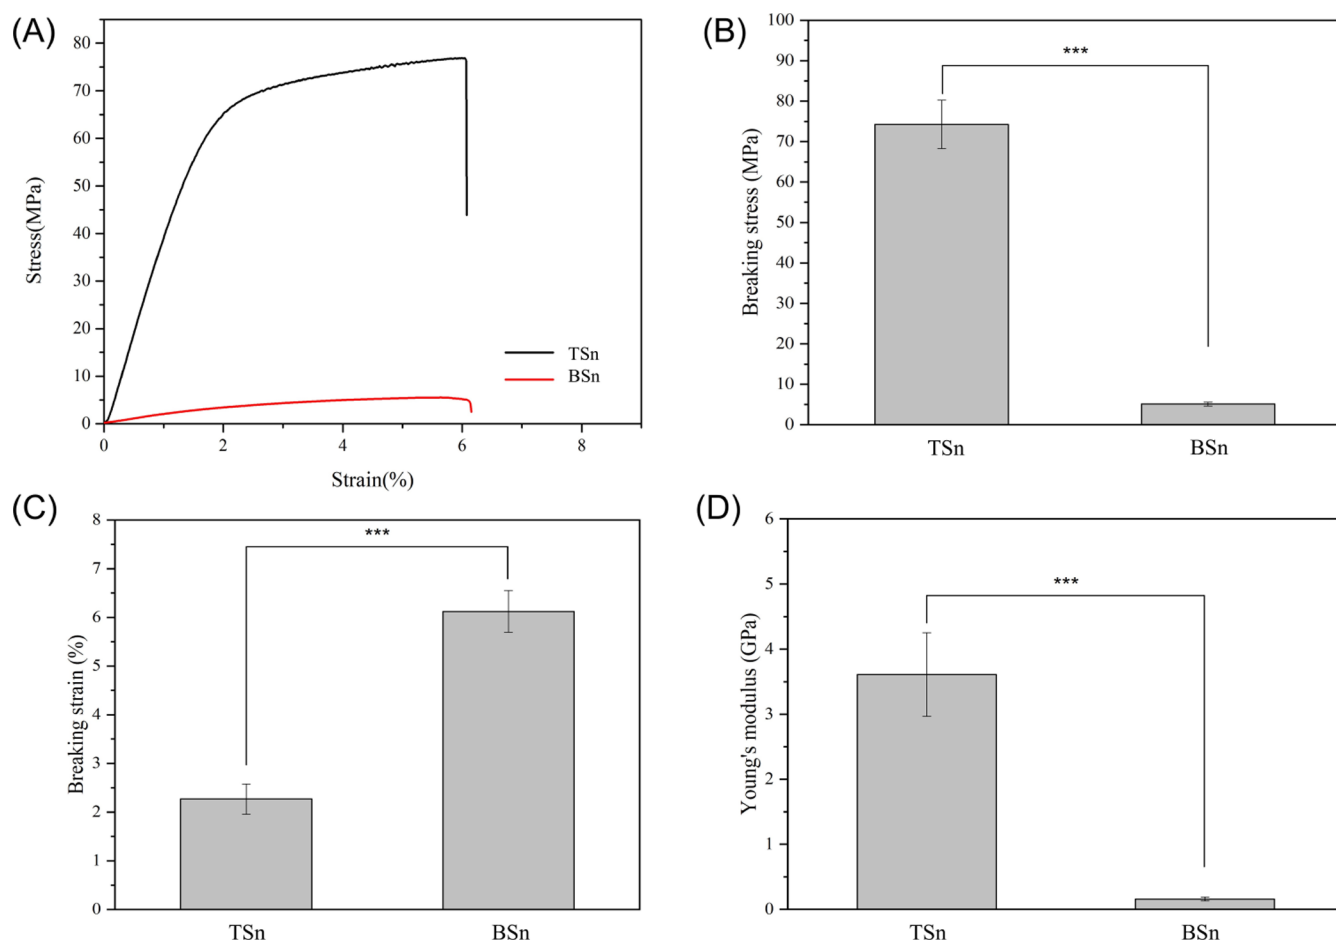 (A)
80
70
60
50
40
30
20
10
0
Stress(MPa)
TSn
BSn
0 2 4 6 8
Strain(%)
(B)
100
90
80
70
60
50
40
30
20
10
0
Breaking stress (MPa)
***
TSn BSn
(C)
8
7
6
5
4
3
2
1
0
Breaking strain (%)
***
TSn BSn
(D)
6
5
4
3
2
1
0
Young's modulus (GPa)
***
TSn BSn